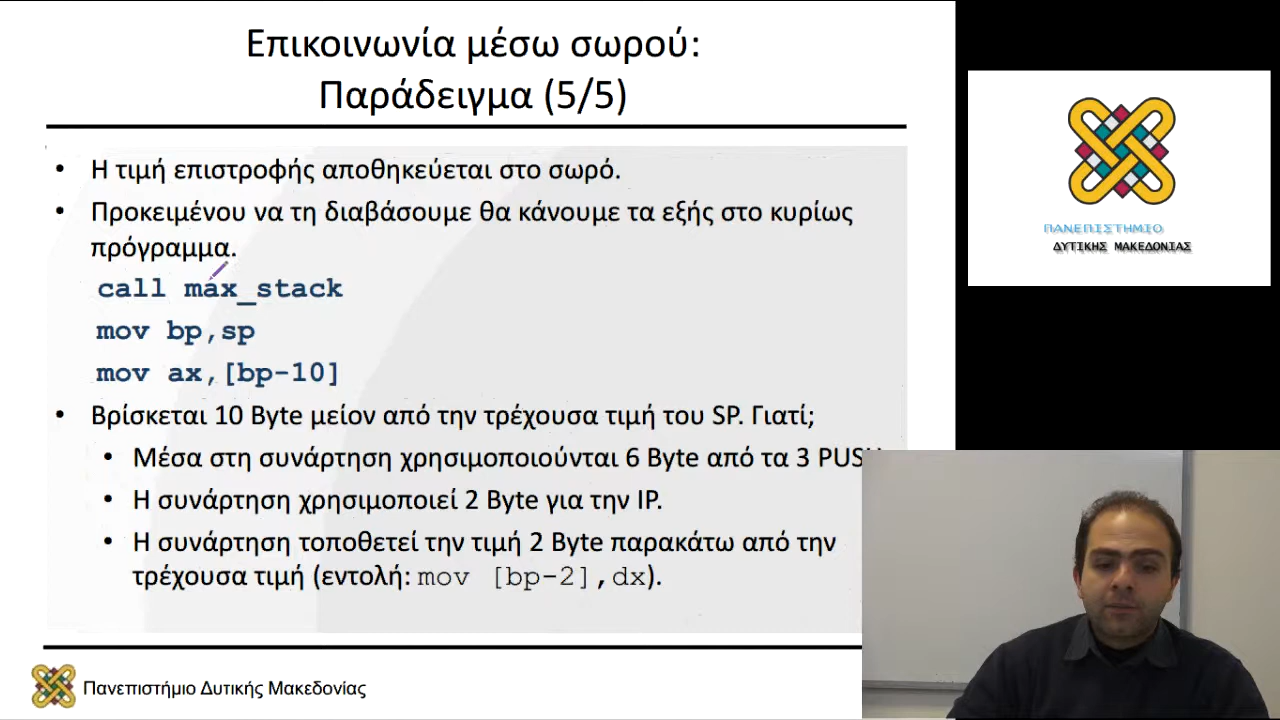 Επικοινωνία μέσω σωρού:
Παράδειγμα (5/5)
• Η τιμή επιστροφής αποθηκεύεται στο σωρό.
• Προκειμένου να τη διαβάσουμε θα κάνουμε τα εξής στο κυρίως
πρόγραμμα.
call max_stack
mov bp,sp
mov ax,[bp-10]
• Βρίσκεται 10 Byte μείον από την τρέχουσα τιμή του SP. Γιατί;
• Μέσα στη συνάρτηση χρησιμοποιούνται 6 Byte από τα 3 PUSH
• Η συνάρτηση χρησιμοποιεί 2 Byte για την IP.
• Η συνάρτηση τοποθετεί την τιμή 2 Byte παρακάτω από την
τρέχουσα τιμή (εντολή: mov [bp-2],dx).
Πανεπιστήμιο Δυτικής Μακεδονίας
ΠΑΝΕΠΙΣΤΗΜΙΟ
ΔΥΤΙΚΗΣ ΜΑΚΕΔΟΝΙΑΣ